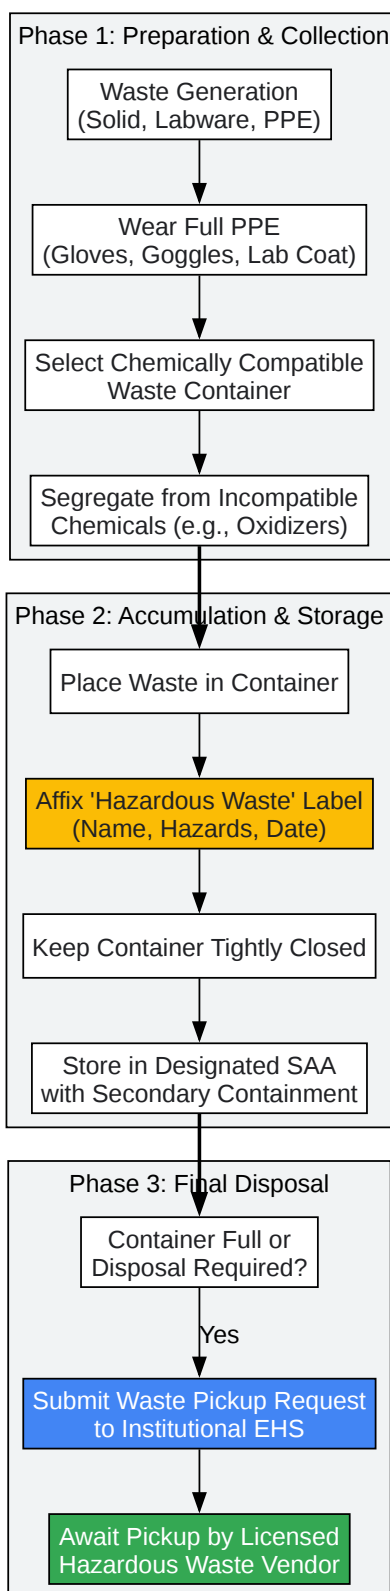 Phase 1: Preparation & Collection
Waste Generation
(Solid, Labware, PPE)
Wear Full PPE
(Gloves, Goggles, Lab Coat)
Select Chemically Compatible
Waste Container
Segregate from Incompatible
Chemicals (e.g., Oxidizers)
Phase 2: Accumulation & Storage
Place Waste in Container
Affix 'Hazardous Waste' Label
(Name, Hazards, Date)
Keep Container Tightly Closed
Store in Designated SAA
with Secondary Containment
Phase 3: Final Disposal
Container Full or
Disposal Required?
Yes
Submit Waste Pickup Request
to Institutional EHS
Await Pickup by Licensed
Hazardous Waste Vendor